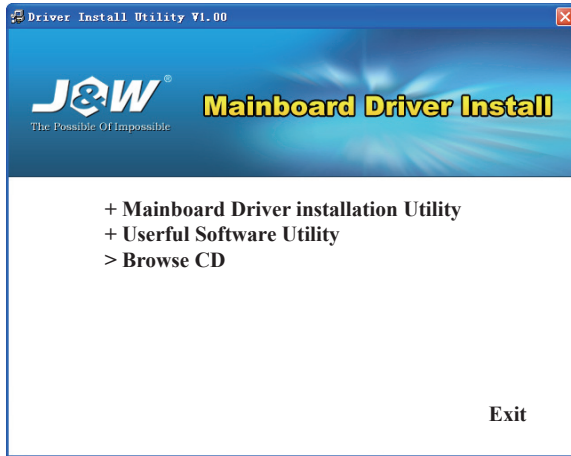 Driver Install Utility V1.00
J&W®
The Possible Of Impossible
Mainboard Driver Install
+ Mainboard Driver installation Utility
+ Userful Software Utility
> Browse CD
Exit